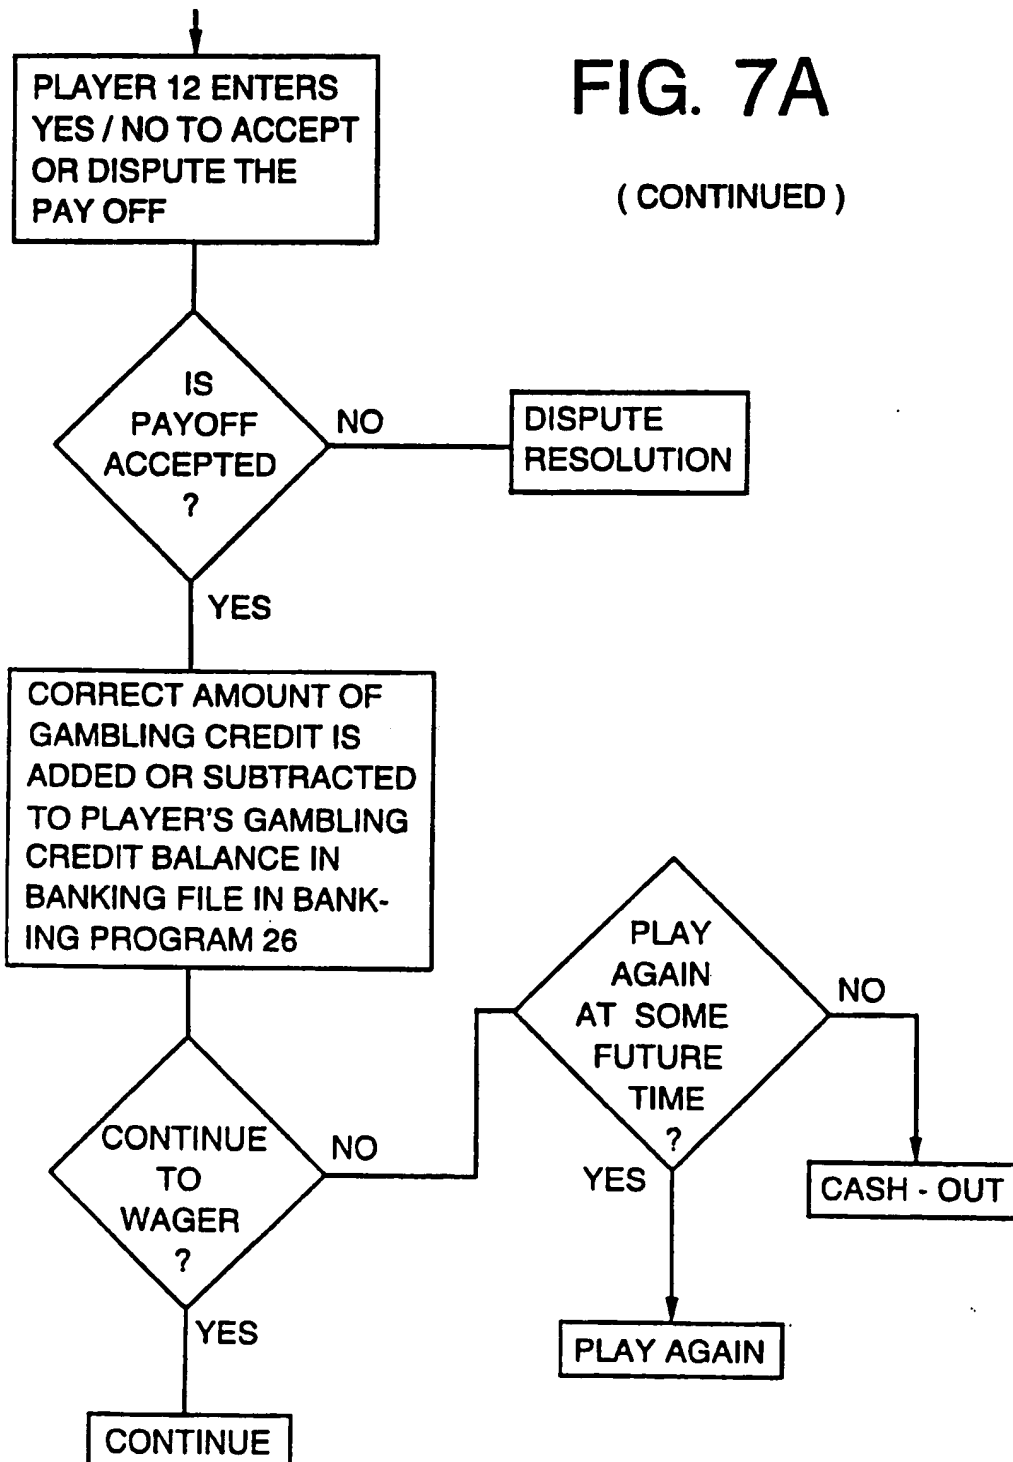 FIG. 7A
( CONTINUED )
PLAYER 12 ENTERS
YES / NO TO ACCEPT
OR DISPUTE THE
PAY OFF
IS
PAYOFF
ACCEPTED
?
NO
DISPUTE
RESOLUTION
YES
CORRECT AMOUNT OF
GAMBLING CREDIT IS
ADDED OR SUBTRACTED
TO PLAYER'S GAMBLING
CREDIT BALANCE IN
BANKING FILE IN BANK-
ING PROGRAM 26
CONTINUE
TO
WAGER
?
NO
PLAY
AGAIN
AT SOME
FUTURE
TIME
?
NO
CASH - OUT
YES
PLAY AGAIN
YES
CONTINUE